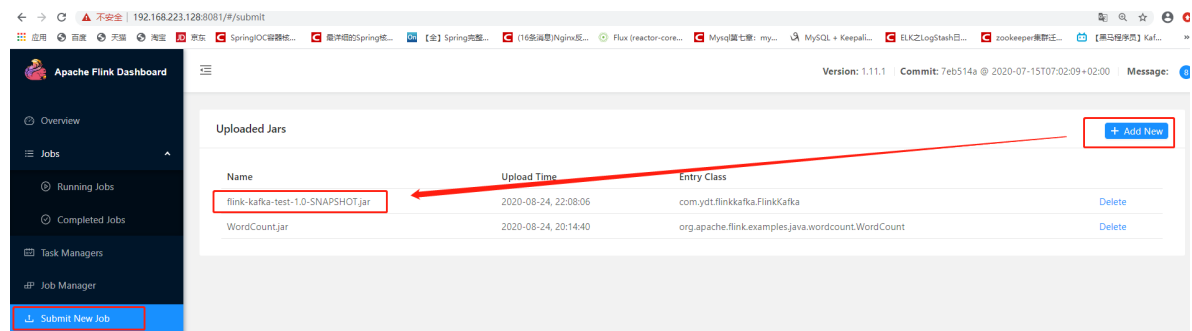 不安全 | 192.168.223.128:8081/#/submit
应用 百度 天猫 淘宝 京东 SpringIOC容器核... 最详细的Spring核... 【全】Spring完整... (16条消息)Nginx反... Flux (reactor-core... Mysql第七章: my... MySQL + Keepali... ELK之LogStash日... zookeeper集群迁... 【黑马程序员】Kaf... »
Apache Flink Dashboard
Version: 1.11.1 Commit: 7eb514a @ 2020-07-15T07:02:09+02:00 Message: 8
Overview
Uploaded Jars
+ Add New
Jobs
Name Upload Time Entry Class
Running Jobs
flink-kafka-test-1.0-SNAPSHOT.jar 2020-08-24, 22:08:06 com.ydt.flinkkafka.FlinkKafka Delete
Completed Jobs
WordCount.jar 2020-08-24, 20:14:40 org.apache.flink.examples.java.wordcount.WordCount Delete
Task Managers
Job Manager
Submit New Job